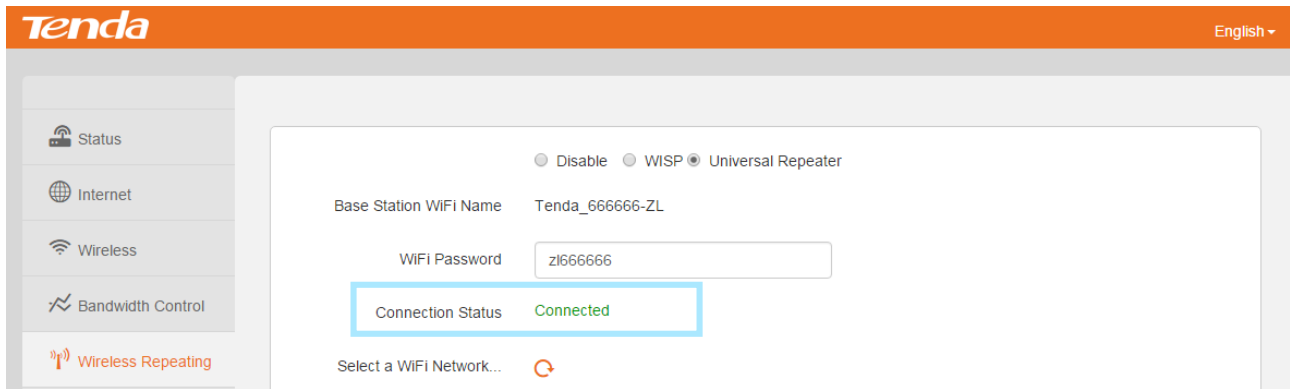 Tenda
English
Status
Internet
Wireless
Bandwidth Control
Wireless Repeating
Disable WISP Universal Repeater
Base Station WiFi Name Tenda_666666-ZL
WiFi Password zl666666
Connection Status Connected
Select a WiFi Network...